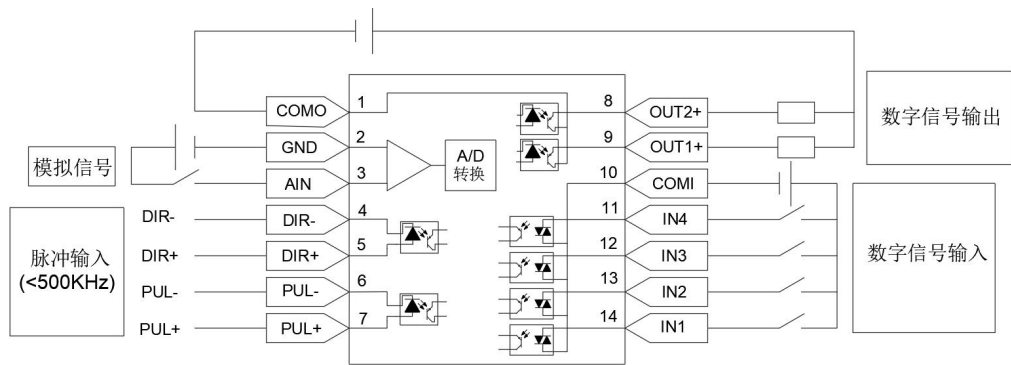 COMO
1
8
OUT2+
数字信号输出
模拟信号
GND
2
A/D
转换
9
OUT1+
AIN
3
10
COMI
脉冲输入
(<500KHz)
DIR-
DIR-
4
11
IN4
数字信号输入
DIR+
DIR+
5
12
IN3
PUL-
PUL-
6
13
IN2
PUL+
PUL+
7
14
IN1